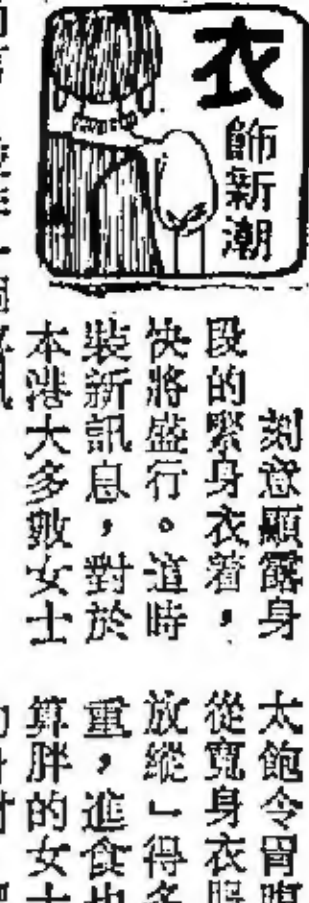 衣
飾新潮
刻意顯露身
段的緊身衣着，
快將盛行。這時
裝新訊息，對於
本港大多數女士
太飽令胃腹
從寬身衣服
放縱﹂得多
重，進食也
算胖的女士